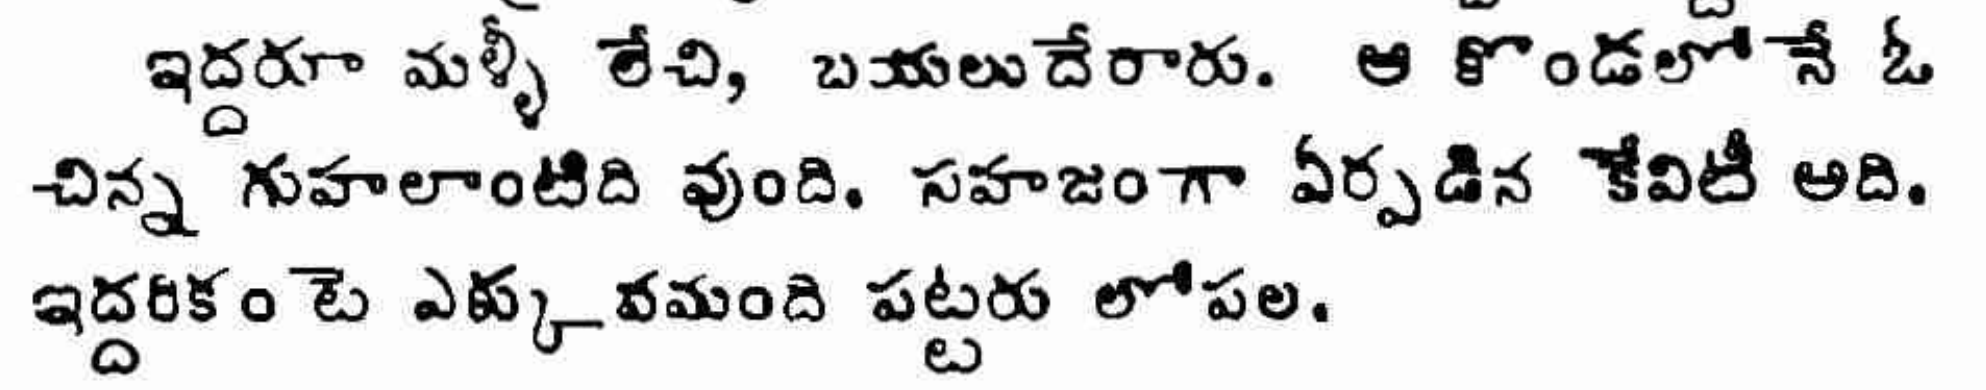 ఇద్దరూ మళ్ళీ లేచి, బయలుదేరారు. ఆ కొండలోనే ఓ
చిన్న గుహలాంటిది వుంది. సహజంగా ఏర్పడిన కేవిటీ అది.
ఇద్దరికంటె ఎక్కువమంది పట్టరు లోపల.